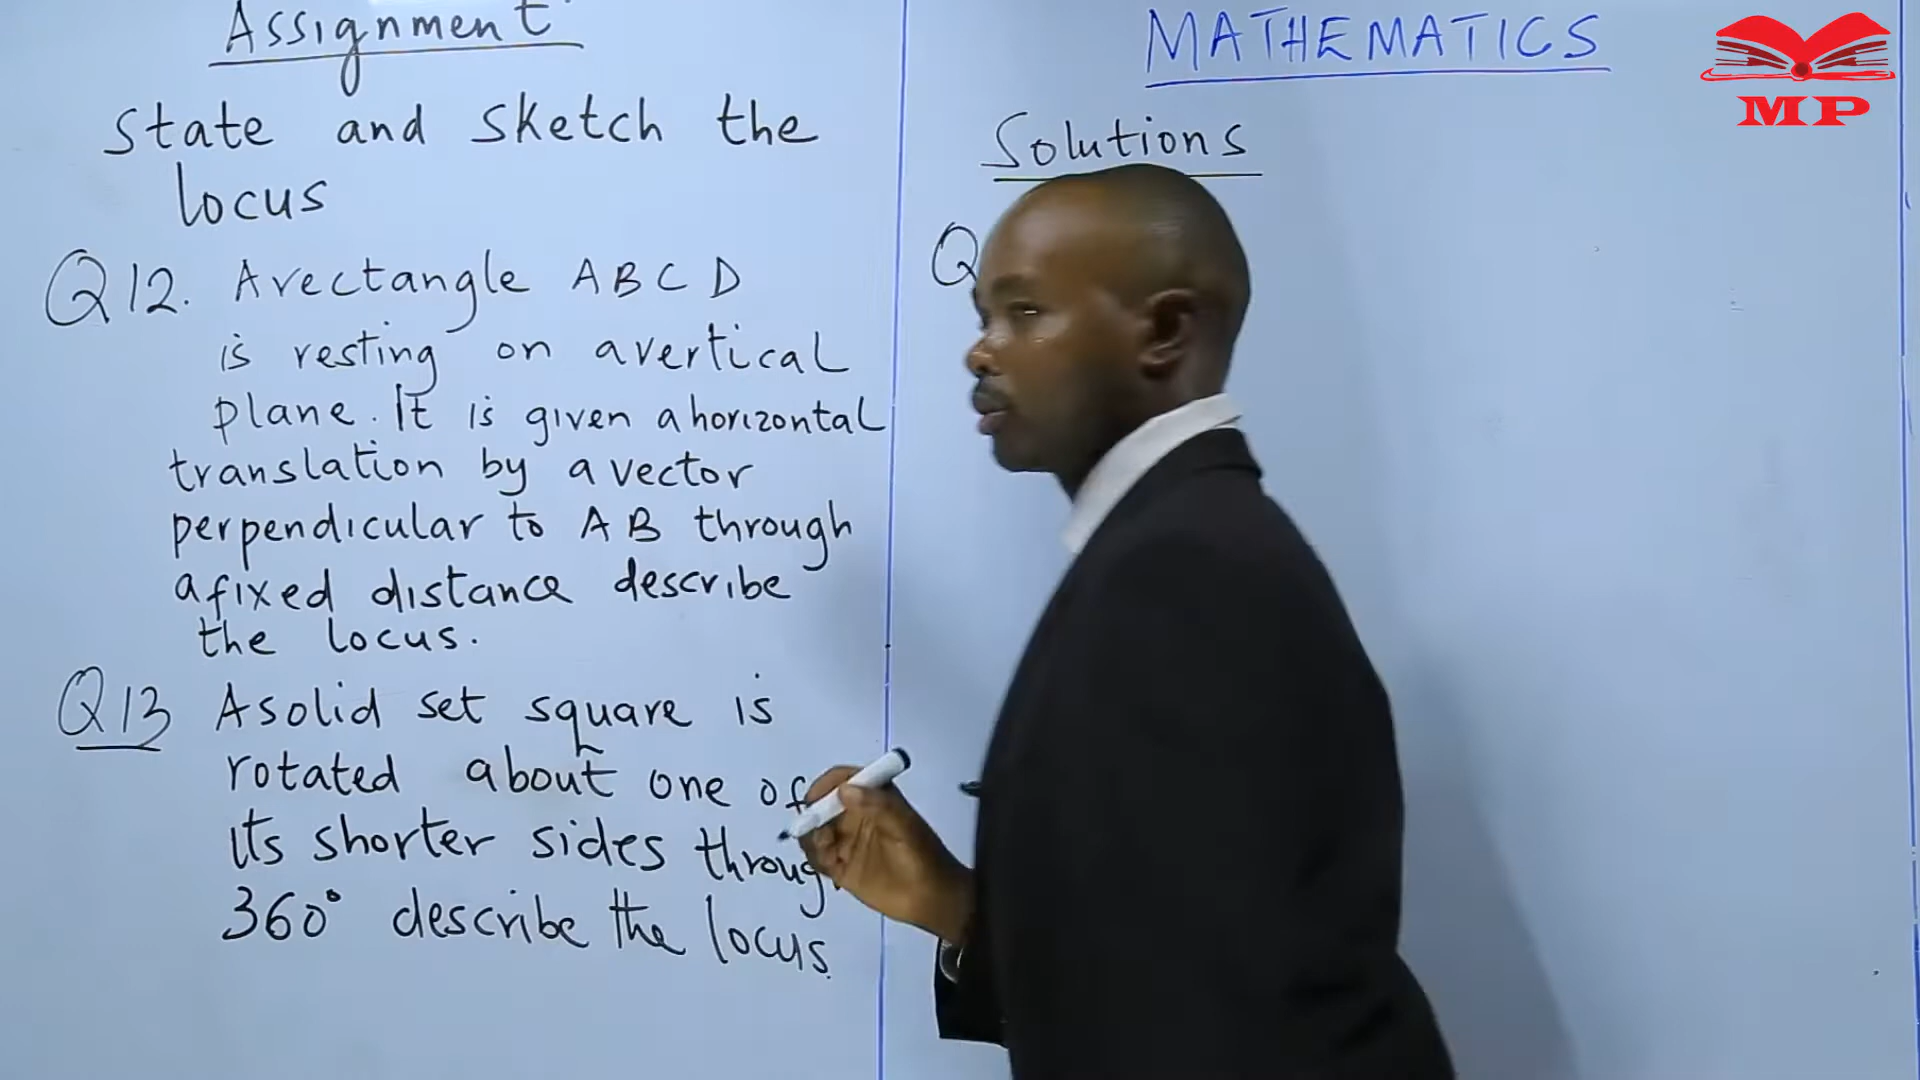 Assignment
State and sketch the
locus
Q12. A rectangle ABCD
is resting on a vertical
plane. It is given a horizontal
translation by a vector
perpendicular to AB through
a fixed distance describe
the locus.
Q13 A solid set square is
rotated about one of
its shorter sides through
360° describe the locus.
MATHEMATICS
Solutions
Q
MP